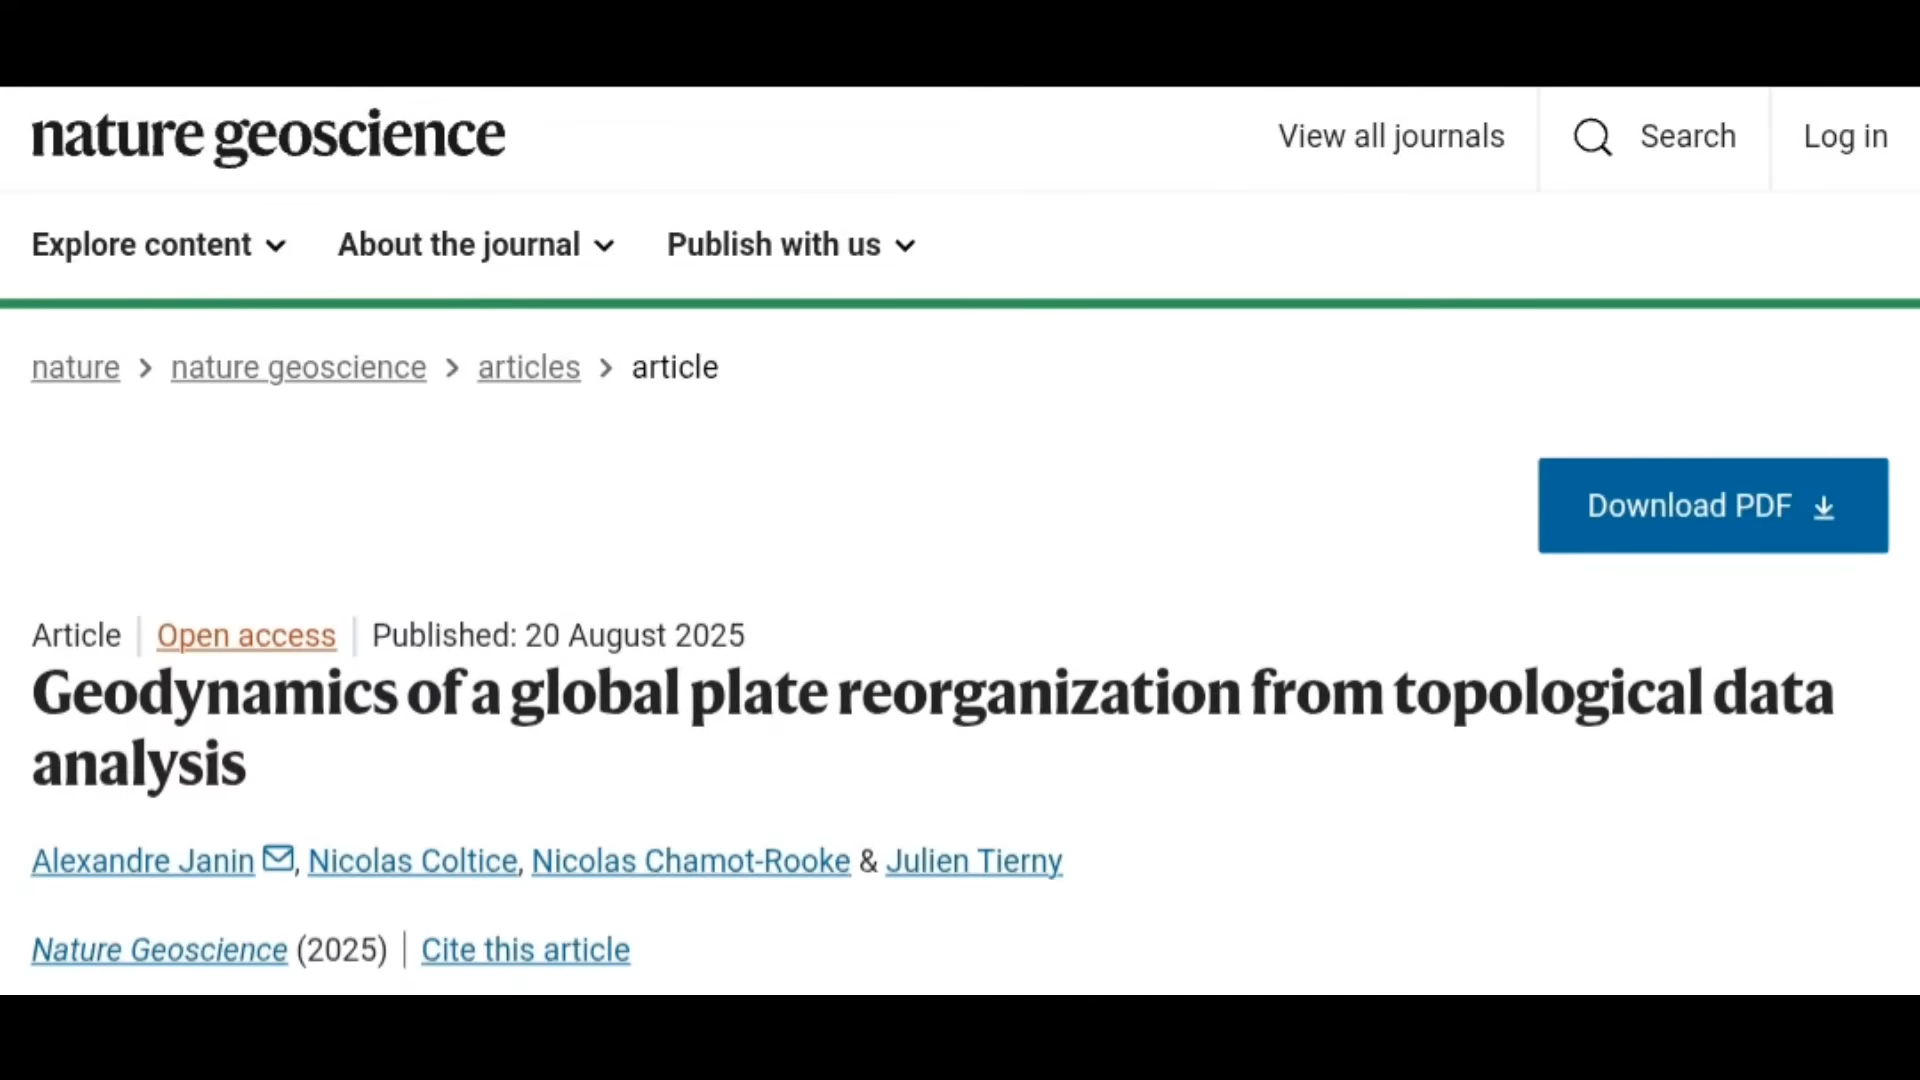 nature geoscience
View all journals
Search
Log in
Explore content
About the journal
Publish with us
nature > nature geoscience > articles > article
Download PDF
Article | Open access | Published: 20 August 2025
Geodynamics of a global plate reorganization from topological data
analysis
Alexandre Janin, Nicolas Coltice, Nicolas Chamot-Rooke & Julien Tierny
Nature Geoscience (2025) | Cite this article